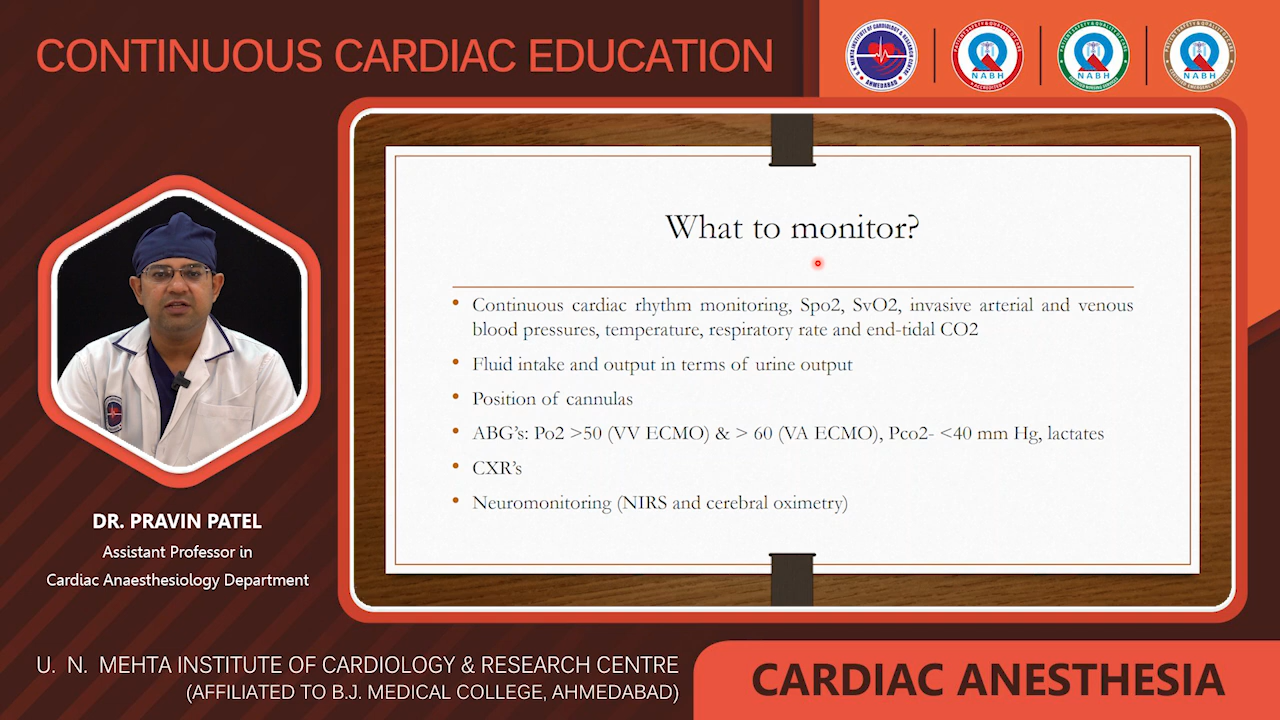 CONTINUOUS CARDIAC EDUCATION
NABH
NABH
NABH
What to monitor?
• Continuous cardiac rhythm monitoring, Spo2, SvO2, invasive arterial and venous
blood pressures, temperature, respiratory rate and end-tidal CO2
• Fluid intake and output in terms of urine output
• Position of cannulas
• ABG’s: Po2 >50 (VV ECMO) & > 60 (VA ECMO), Pco2- <40 mm Hg, lactates
• CXR’s
• Neuromonitoring (NIRS and cerebral oximetry)
DR. PRAVIN PATEL
Assistant Professor in
Cardiac Anaesthesiology Department
U. N. MEHTA INSTITUTE OF CARDIOLOGY & RESEARCH CENTRE
(AFFILIATED TO B.J. MEDICAL COLLEGE, AHMEDABAD)
CARDIAC ANESTHESIA